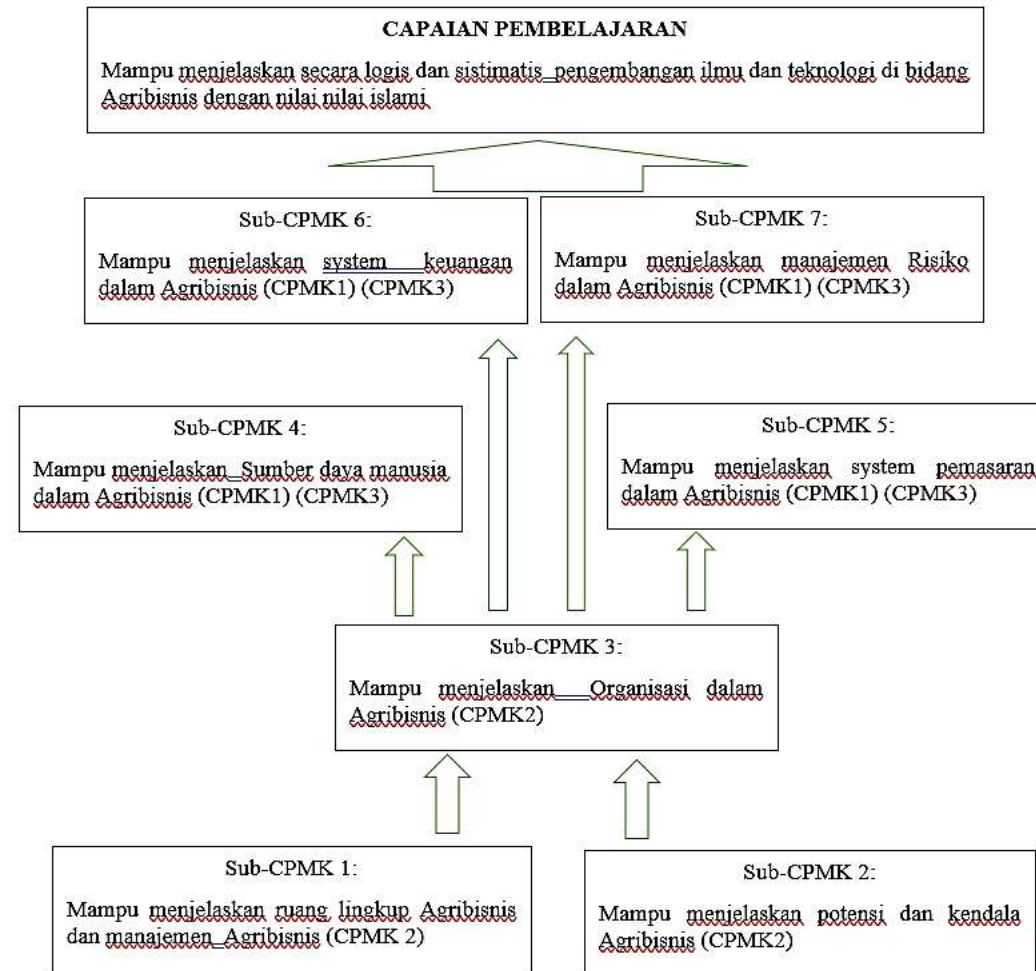 CAPAIAN PEMBELAJARAN
Mampu menjelaskan secara logis dan sistimatis pengembangan ilmu dan teknologi di bidang
Agribisnis dengan nilai nilai islami
Sub-CPMK 6:
Mampu menjelaskan system keuangan
dalam Agribisnis (CPMK1) (CPMK3)
Sub-CPMK 7:
Mampu menjelaskan manajemen Risiko
dalam Agribisnis (CPMK1) (CPMK3)
Sub-CPMK 4:
Mampu menjelaskan Sumber daya manusia
dalam Agribisnis (CPMK1) (CPMK3)
Sub-CPMK 5:
Mampu menjelaskan system pemasaran
dalam Agribisnis (CPMK1) (CPMK3)
Sub-CPMK 3:
Mampu menjelaskan Organisasi dalam
Agribisnis (CPMK2)
Sub-CPMK 1:
Mampu menjelaskan ruang lingkup Agribisnis
dan manajemen Agribisnis (CPMK 2)
Sub-CPMK 2:
Mampu menjelaskan potensi dan kendala
Agribisnis (CPMK2)